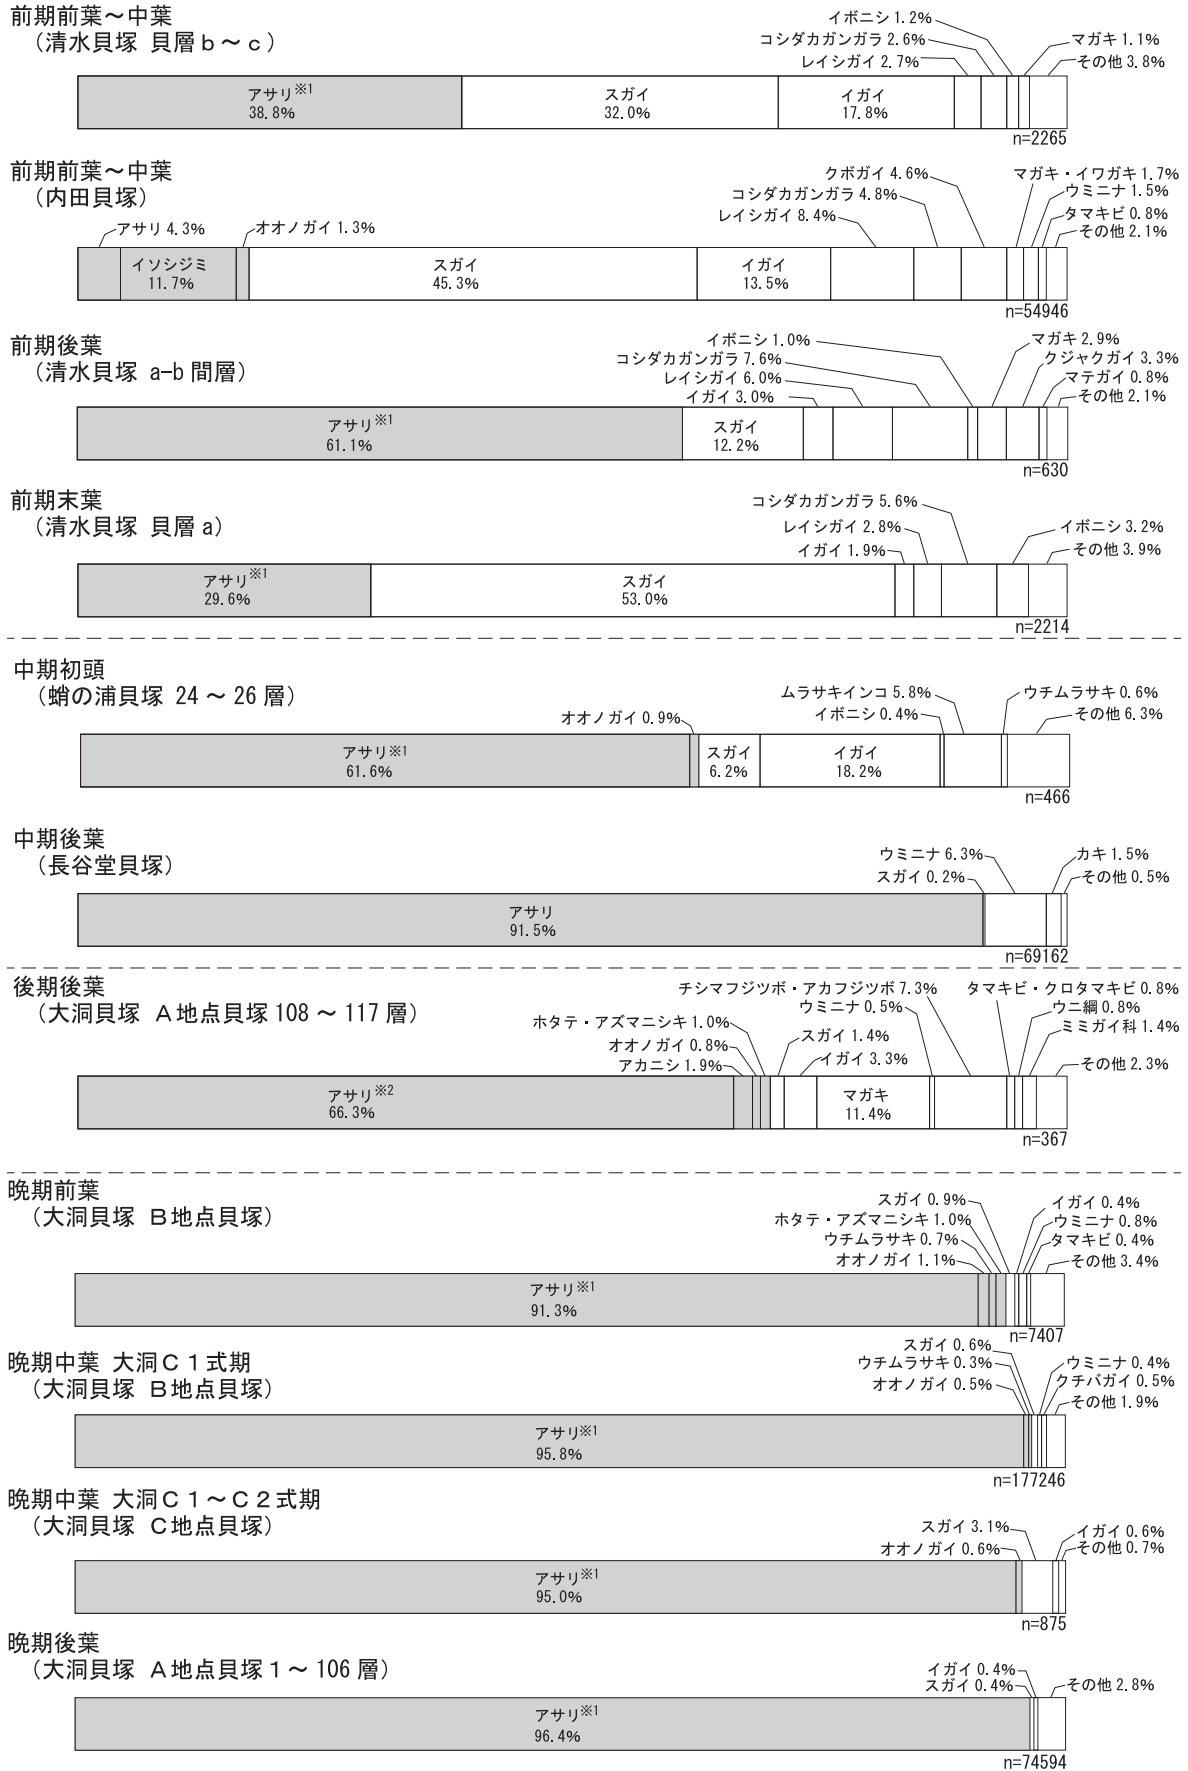 前期前葉～中葉
（清水貝塚 貝層ｂ～ｃ）
イボニシ 1.2%
コシダカガンガラ 2.6%
レイシガイ 2.7%
マガキ 1.1%
その他 3.8%
アサリ※1
38.8%
スガイ
32.0%
イガイ
17.8%
n=2265
前期前葉～中葉
（内田貝塚）
アサリ 4.3%
オオノガイ 1.3%
クボガイ 4.6%
コシダカガンガラ 4.8%
レイシガイ 8.4%
マガキ・イワガキ 1.7%
ウミニナ 1.5%
タマキビ 0.8%
その他 2.1%
イソシジミ
11.7%
スガイ
45.3%
イガイ
13.5%
n=54946
前期後葉
（清水貝塚 a-b 間層）
イボニシ 1.0%
コシダカガンガラ 7.6%
レイシガイ 6.0%
イガイ 3.0%
マガキ 2.9%
クジャクガイ 3.3%
マテガイ 0.8%
その他 2.1%
アサリ※1
61.1%
スガイ
12.2%
n=630
前期末葉
（清水貝塚 貝層 a）
コシダカガンガラ 5.6%
レイシガイ 2.8%
イガイ 1.9%
イボニシ 3.2%
その他 3.9%
アサリ※1
29.6%
スガイ
53.0%
n=2214
中期初頭
（蛸の浦貝塚 24 ～ 26 層）
オオノガイ 0.9%
ムラサキインコ 5.8%
イボニシ 0.4%
ウチムラサキ 0.6%
その他 6.3%
アサリ※1
61.6%
スガイ
6.2%
イガイ
18.2%
n=466
中期後葉
（長谷堂貝塚）
ウミニナ 6.3%
スガイ 0.2%
カキ 1.5%
その他 0.5%
アサリ
91.5%
n=69162
後期後葉
（大洞貝塚 Ａ地点貝塚 108 ～ 117 層）
チシマフジツボ・アカフジツボ 7.3%
タマキビ・クロタマキビ 0.8%
ウミニナ 0.5%
ウニ綱 0.8%
ホタテ・アズマニシキ 1.0%
スガイ 1.4%
ミミガイ科 1.4%
オオノガイ 0.8%
イガイ 3.3%
アカニシ 1.9%
その他 2.3%
アサリ※2
66.3%
マガキ
11.4%
n=367
晩期前葉
（大洞貝塚 Ｂ地点貝塚）
スガイ 0.9%
ホタテ・アズマニシキ 1.0%
ウチムラサキ 0.7%
オオノガイ 1.1%
イガイ 0.4%
ウミニナ 0.8%
タマキビ 0.4%
その他 3.4%
アサリ※1
91.3%
n=7407
晩期中葉 大洞Ｃ１式期
（大洞貝塚 Ｂ地点貝塚）
スガイ 0.6%
ウチムラサキ 0.3%
オオノガイ 0.5%
ウミニナ 0.4%
クチバガイ 0.5%
その他 1.9%
アサリ※1
95.8%
n=177246
晩期中葉 大洞Ｃ１～Ｃ２式期
（大洞貝塚 Ｃ地点貝塚）
スガイ 3.1%
オオノガイ 0.6%
イガイ 0.6%
その他 0.7%
アサリ※1
95.0%
n=875
晩期後葉
（大洞貝塚 Ａ地点貝塚 1 ～ 106 層）
イガイ 0.4%
スガイ 0.4%
その他 2.8%
アサリ※1
96.4%
n=74594